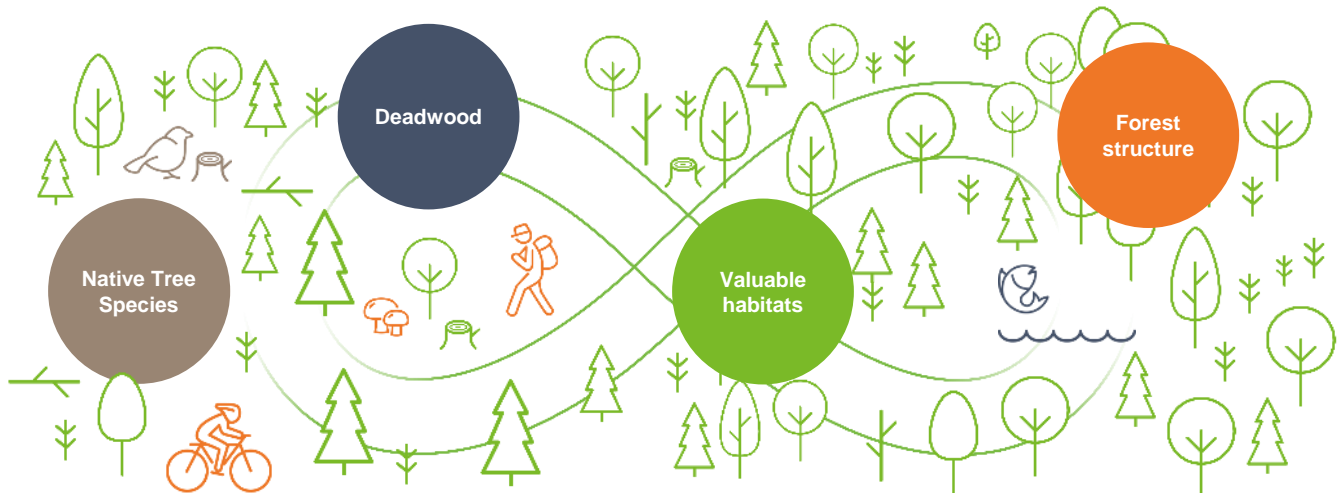 Deadwood
Forest
structure
Native Tree
Species
Valuable
habitats